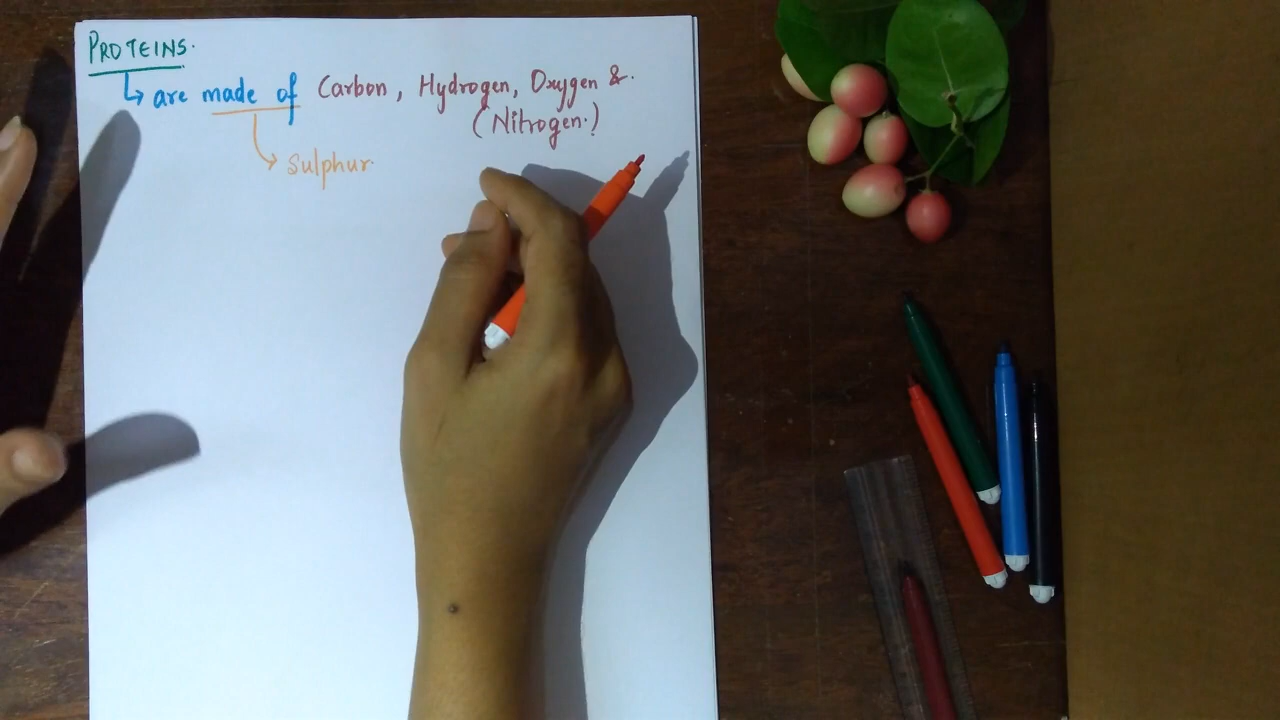 PROTEINS.
↳ are made of Carbon, Hydrogen, Oxygen &.
(Nitrogen.)
↳ Sulphur.